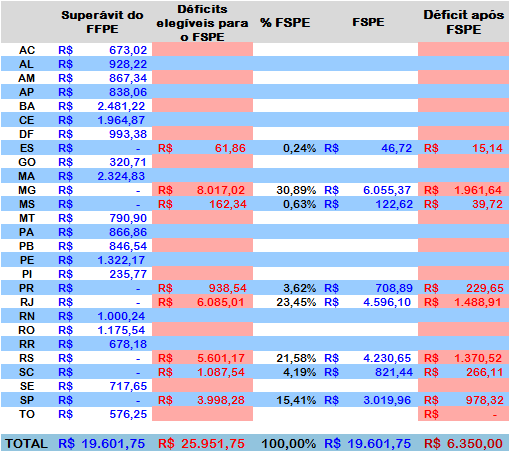 Superávit do FFPE Déficits elegíveis para o FSPE % FSPE FSPE Déficit após FSPE
AC R$ 673,02
AL R$ 928,22
AM R$ 867,34
AP R$ 838,06
BA R$ 2.481,22
CE R$ 1.964,87
DF R$ 993,38
ES R$ - R$ 61,86 0,24% R$ 46,72 R$ 15,14
GO R$ 320,71
MA R$ 2.324,83
MG R$ - R$ 8.017,02 30,89% R$ 6.055,37 R$ 1.961,64
MS R$ - R$ 162,34 0,63% R$ 122,62 R$ 39,72
MT R$ 790,90
PA R$ 866,86
PB R$ 846,54
PE R$ 1.322,17
PI R$ 235,77
PR R$ - R$ 938,54 3,62% R$ 708,89 R$ 229,65
RJ R$ - R$ 6.085,01 23,45% R$ 4.596,10 R$ 1.488,91
RN R$ 1.000,24
RO R$ 1.175,54
RR R$ 678,18
RS R$ - R$ 5.601,17 21,58% R$ 4.230,65 R$ 1.370,52
SC R$ - R$ 1.087,54 4,19% R$ 821,44 R$ 266,11
SE R$ 717,65
SP R$ - R$ 3.998,28 15,41% R$ 3.019,96 R$ 978,32
TO R$ 576,25 R$ -
TOTAL R$ 19.601,75 R$ 25.951,75 100,00% R$ 19.601,75 R$ 6.350,00